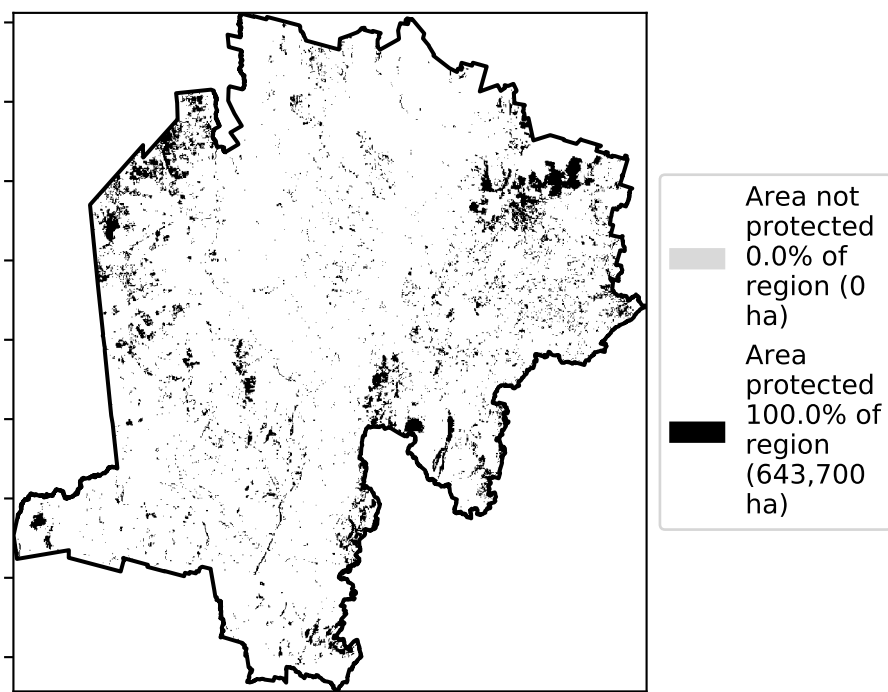 Area not
protected
0.0% of
region (0
ha)
Area
protected
100.0% of
region
(643,700
ha)